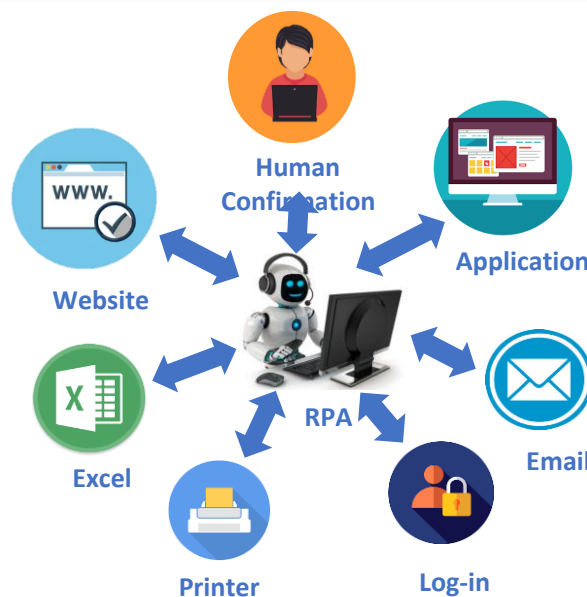 Human
Confirmation
www.
Application
Website
X
RPA
Excel
Email
Printer
Log-in